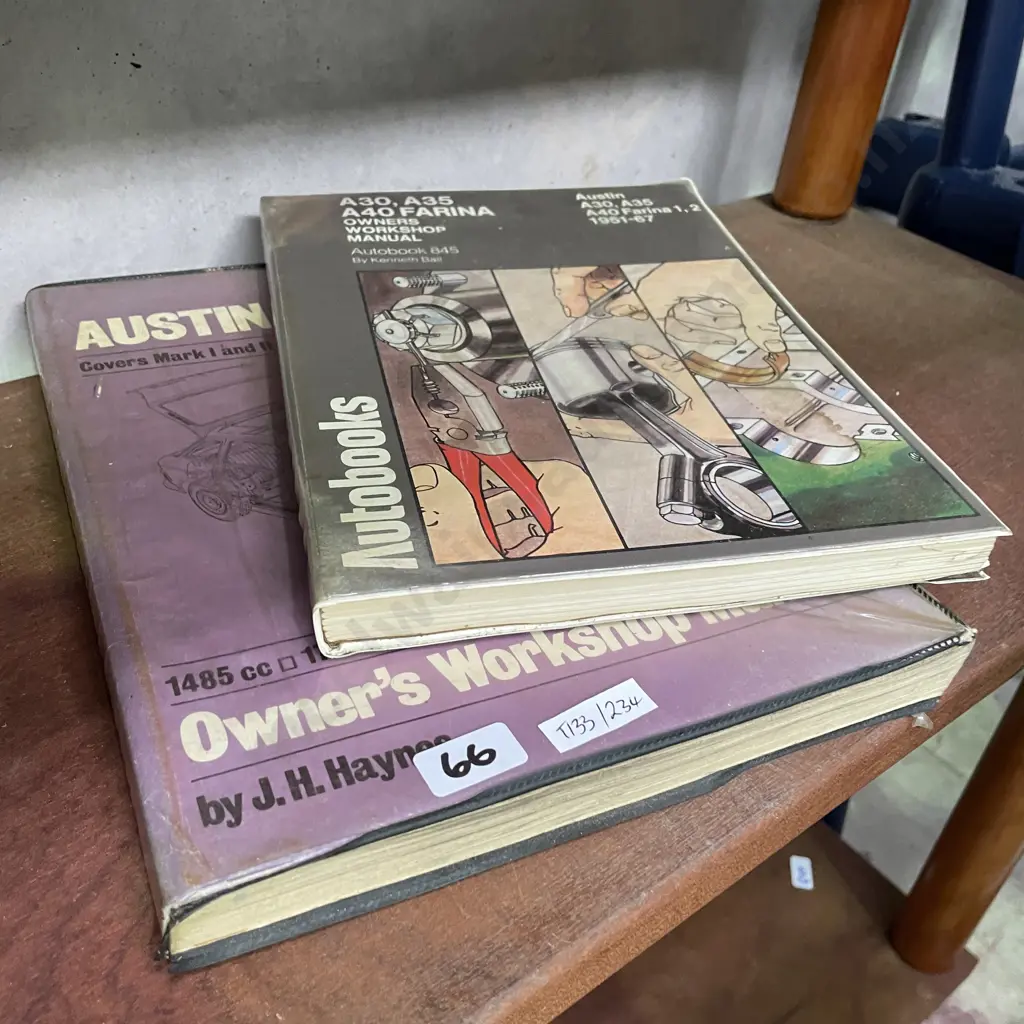 A30, A35
A40 FARINA
OWNERS
WORKSHOP
MANUAL
Autobook 845
By Kenneth Ball
Austin
A30, A35
A40 Farina 1, 2
1951-67
Autobooks
AUSTIN
Covers Mark I and
1485 cc
Owner's Workshop
by J. H. Haynes
66
T133/234